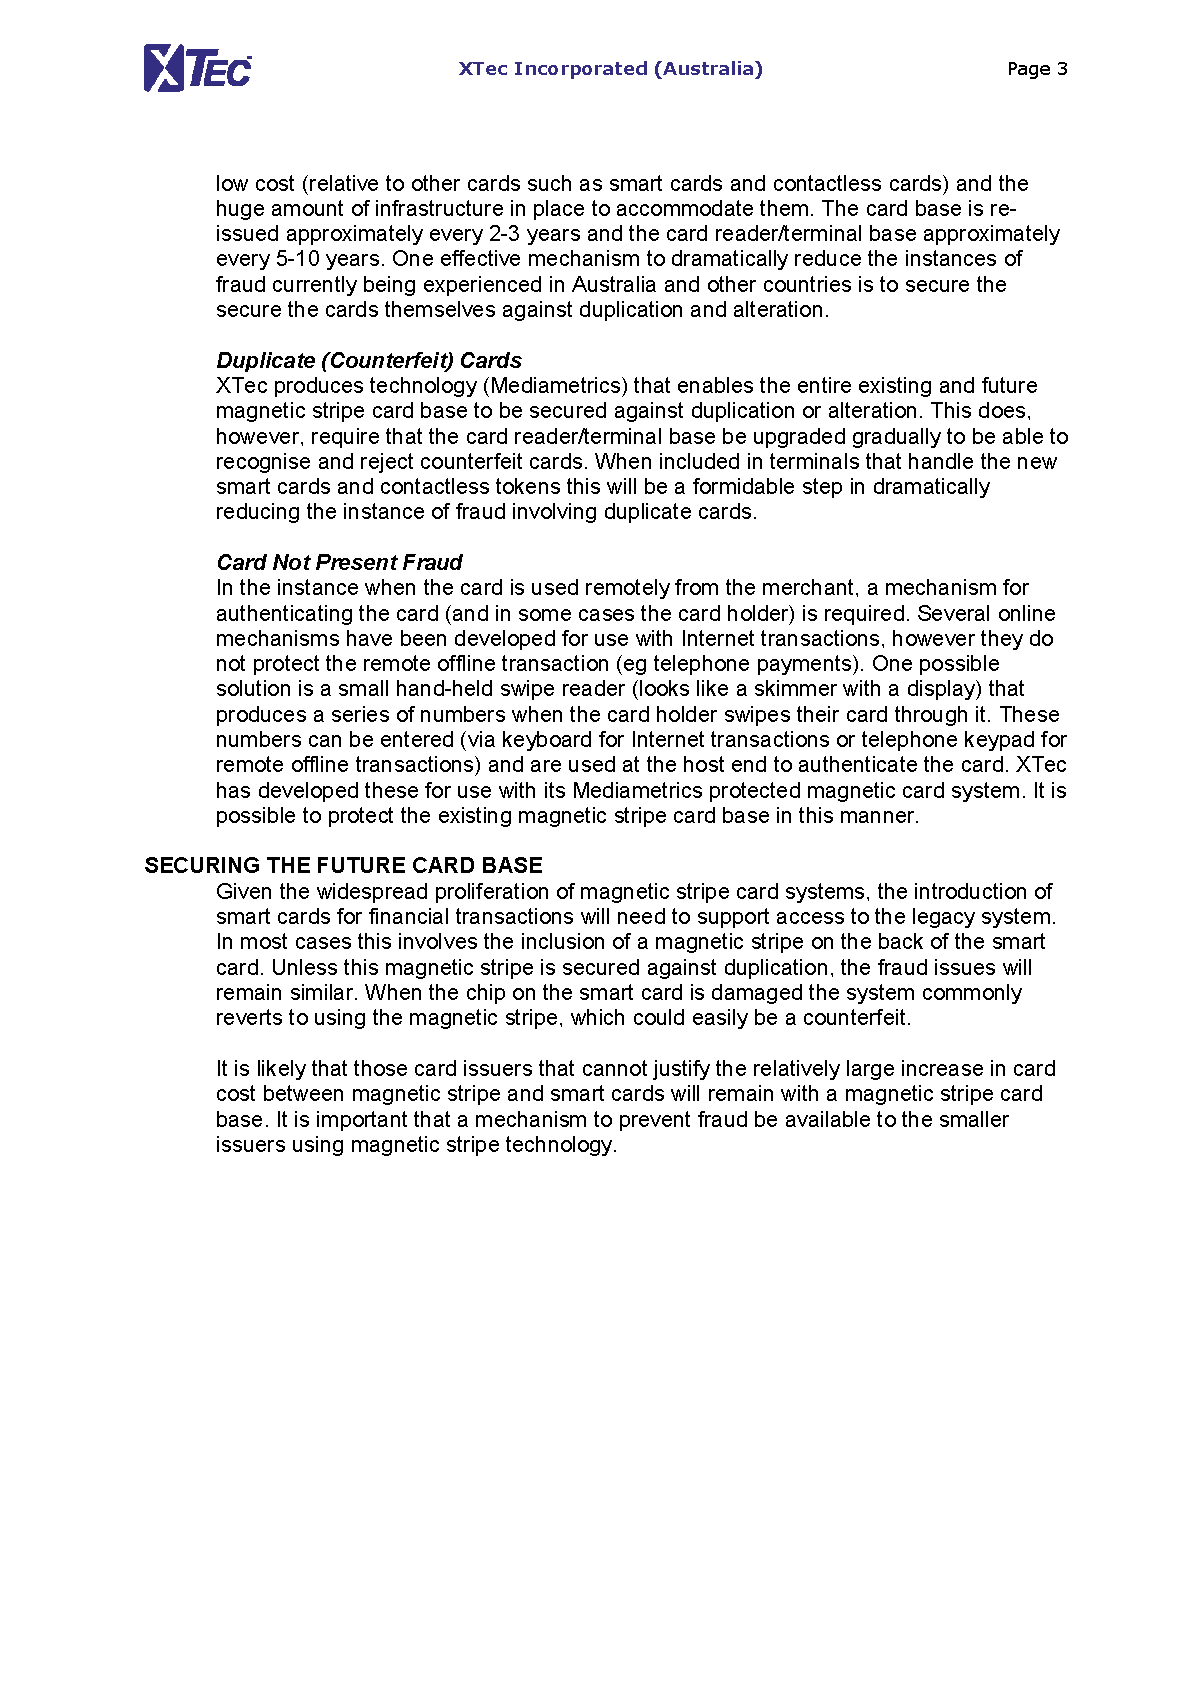 XTEC
XTec Incorporated (Australia)
Page 3
low cost (relative to other cards such as smart cards and contactless cards) and the
huge amount of infrastructure in place to accommodate them. The card base is re-
issued approximately every 2-3 years and the card reader/terminal base approximately
every 5-10 years. One effective mechanism to dramatically reduce the instances of
fraud currently being experienced in Australia and other countries is to secure the
secure the cards themselves against duplication and alteration.
Duplicate (Counterfeit) Cards
XTec produces technology (Mediametrics) that enables the entire existing and future
magnetic stripe card base to be secured against duplication or alteration. This does,
however, require that the card reader/terminal base be upgraded gradually to be able to
recognise and reject counterfeit cards. When included in terminals that handle the new
smart cards and contactless tokens this will be a formidable step in dramatically
reducing the instance of fraud involving duplicate cards.
Card Not Present Fraud
In the instance when the card is used remotely from the merchant, a mechanism for
authenticating the card (and in some cases the card holder) is required. Several online
mechanisms have been developed for use with Internet transactions, however they do
not protect the remote offline transaction (eg telephone payments). One possible
solution is a small hand-held swipe reader (looks like a skimmer with a display) that
produces a series of numbers when the card holder swipes their card through it. These
numbers can be entered (via keyboard for Internet transactions or telephone keypad for
remote offline transactions) and are used at the host end to authenticate the card. XTec
has developed these for use with its Mediametrics protected magnetic card system. It is
possible to protect the existing magnetic stripe card base in this manner.
SECURING THE FUTURE CARD BASE
Given the widespread proliferation of magnetic stripe card systems, the introduction of
smart cards for financial transactions will need to support access to the legacy system.
In most cases this involves the inclusion of a magnetic stripe on the back of the smart
card. Unless this magnetic stripe is secured against duplication, the fraud issues will
remain similar. When the chip on the smart card is damaged the system commonly
reverts to using the magnetic stripe, which could easily be a counterfeit.
It is likely that those card issuers that cannot justify the relatively large increase in card
cost between magnetic stripe and smart cards will remain with a magnetic stripe card
base. It is important that a mechanism to prevent fraud be available to the smaller
issuers using magnetic stripe technology.